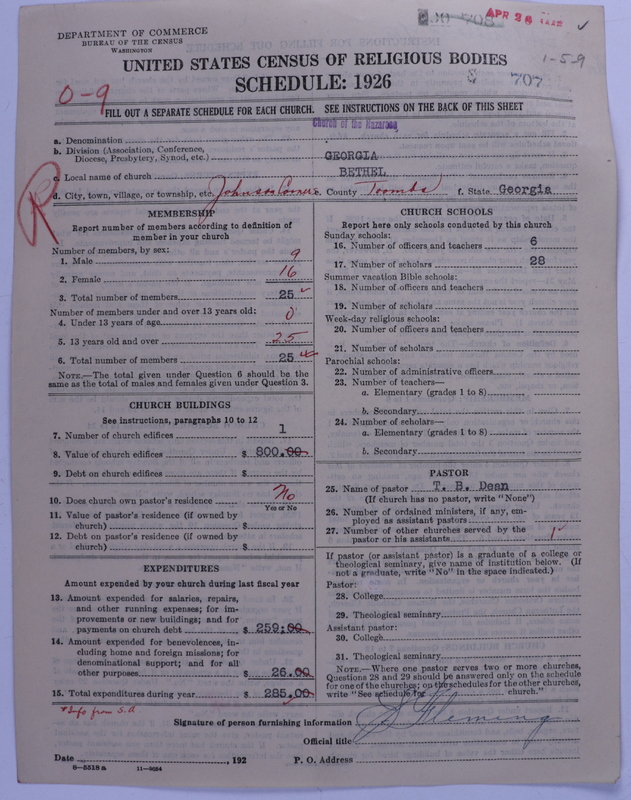 DEPARTMENT OF COMMERCE
BUREAU OF THE CENSUS
WASHINGTON
APR 28
1-5-9
UNITED STATES CENSUS OF RELIGIOUS BODIES
SCHEDULE: 1926
707
0-9
FILL OUT A SEPARATE SCHEDULE FOR EACH CHURCH. SEE INSTRUCTIONS ON THE BACK OF THIS SHEET
Church of the Nazarene
a. Denomination
b. Division (Association, Conference, Diocese, Presbytery, Synod, etc.) GEORGIA
c. Local name of church BETHEL
d. City, town, village, or township, etc. Johnson Corner e. County Toombs f. State Georgia
R
MEMBERSHIP
Report number of members according to definition of member in your church
Number of members, by sex:
1. Male 9
2. Female 16
3. Total number of members 25
Number of members under and over 13 years old:
4. Under 13 years of age 0
5. 13 years old and over 25
6. Total number of members 25
NOTE.—The total given under Question 6 should be the same as the total of males and females given under Question 3.
CHURCH BUILDINGS
See instructions, paragraphs 10 to 12
7. Number of church edifices 1
8. Value of church edifices $ 800.00
9. Debt on church edifices $
10. Does church own pastor's residence No
Yes or No
11. Value of pastor's residence (if owned by church) $
12. Debt on pastor's residence (if owned by church) $
EXPENDITURES
Amount expended by your church during last fiscal year
13. Amount expended for salaries, repairs, and other running expenses; for improvements or new buildings; and for payments on church debt $ 259.00
14. Amount expended for benevolences, including home and foreign missions; for denominational support; and for all other purposes $ 26.00
15. Total expenditures during year $ 285.00
CHURCH SCHOOLS
Report here only schools conducted by this church
Sunday schools:
16. Number of officers and teachers 6
17. Number of scholars 28
Summer vacation Bible schools:
18. Number of officers and teachers
19. Number of scholars
Week-day religious schools:
20. Number of officers and teachers
21. Number of scholars
Parochial schools:
22. Number of administrative officers
23. Number of teachers—
a. Elementary (grades 1 to 8)
b. Secondary
24. Number of scholars—
a. Elementary (grades 1 to 8)
b. Secondary
PASTOR
25. Name of pastor T. B. Dean
(If church has no pastor, write "None")
26. Number of ordained ministers, if any, employed as assistant pastors
27. Number of other churches served by the pastor or his assistants 1
If pastor (or assistant pastor) is a graduate of a college or theological seminary, give name of institution below. (If not a graduate, write "No" in the space indicated.)
Pastor:
28. College
29. Theological seminary
Assistant pastor:
30. College
31. Theological seminary
NOTE.—Where one pastor serves two or more churches, Questions 28 and 29 should be answered only on the schedule for one of the churches; on the schedules for the other churches, write "See schedule for church."
*Info from S.A.
Signature of person furnishing information J Fleming
Official title
Date , 192 P. O. Address
8-5518 a 11-9034